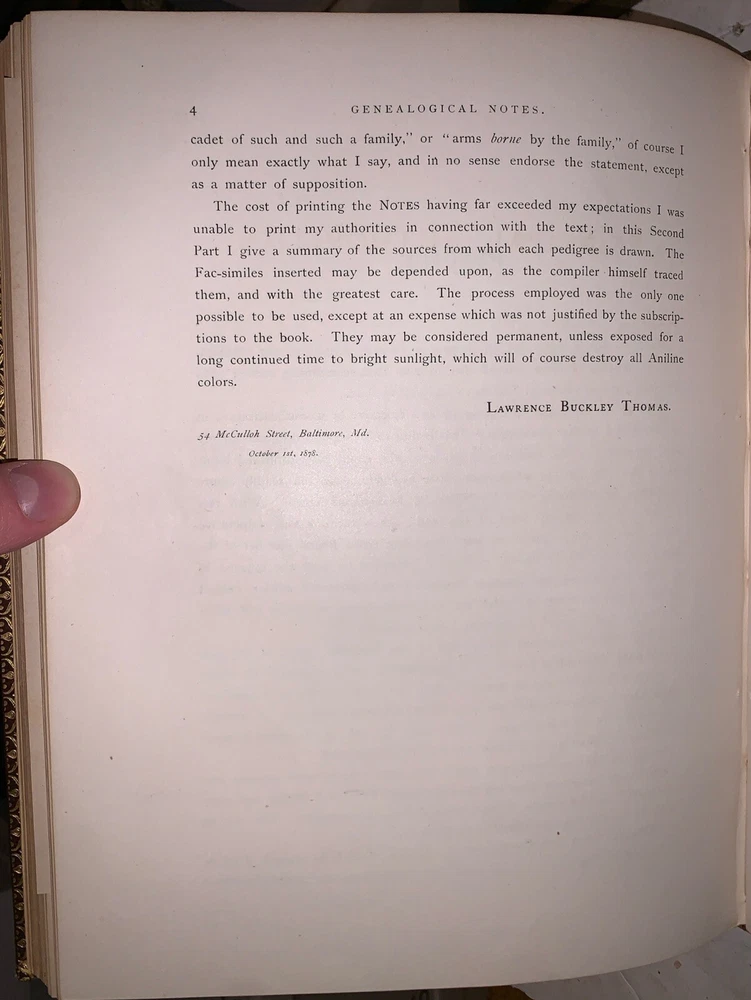 4 GENEALOGICAL NOTES.
cadet of such and such a family," or "arms borne by the family," of course I
only mean exactly what I say, and in no sense endorse the statement, except
as a matter of supposition.
The cost of printing the NOTES having far exceeded my expectations I was
unable to print my authorities in connection with the text; in this Second
Part I give a summary of the sources from which each pedigree is drawn. The
Fac-similes inserted may be depended upon, as the compiler himself traced
them, and with the greatest care. The process employed was the only one
possible to be used, except at an expense which was not justified by the subscrip-
tions to the book. They may be considered permanent, unless exposed for a
long continued time to bright sunlight, which will of course destroy all Aniline
colors.
LAWRENCE BUCKLEY THOMAS.
54 McCulloh Street, Baltimore, Md.
October 1st, 1878.